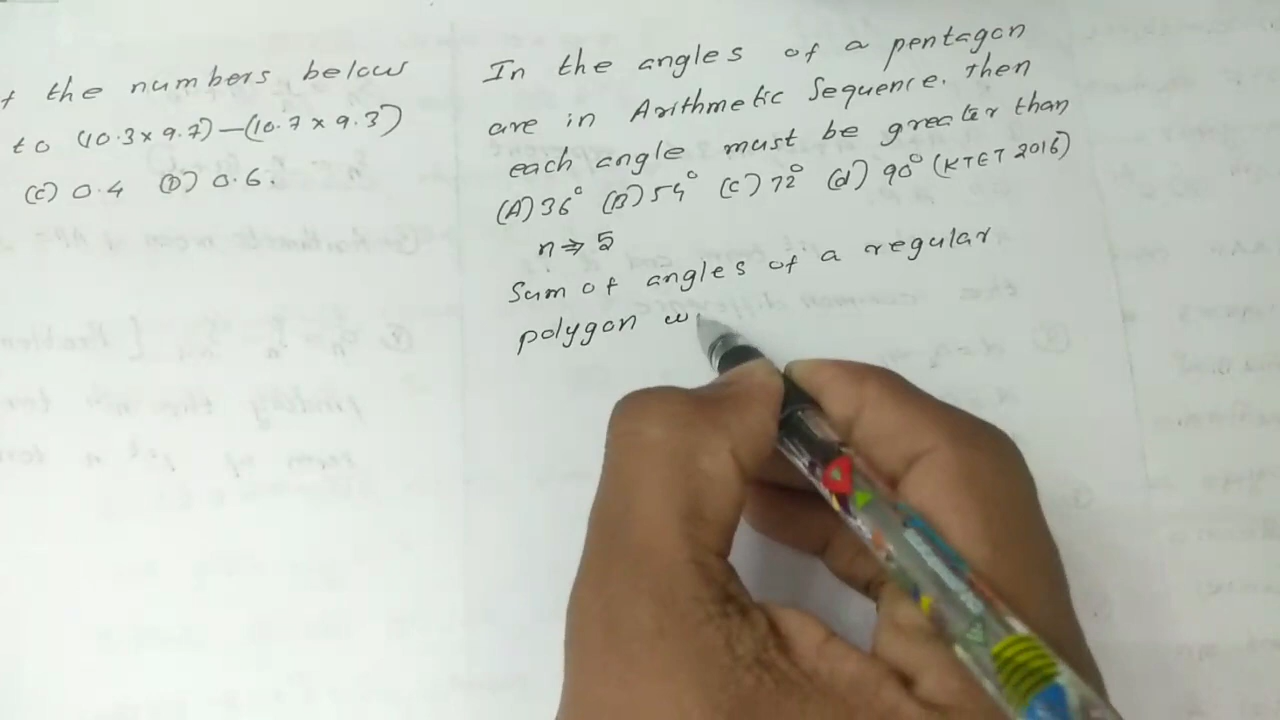 the numbers below
to (10.3 x 9.7) - (10.7 x 9.3)
(C) 0.4 (D) 0.6.
In the angles of a pentagon
are in Arithmetic Sequence. Then
each angle must be greater than
(A) 36° (B) 54° (C) 72° (d) 90° (KTET 2016)
n ⇒ 5
Sum of angles of a regular
polygon w